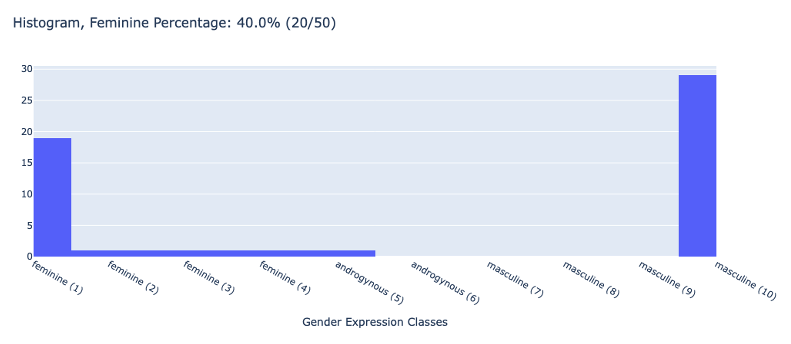 Histogram, Feminine Percentage: 40.0% (20/50)
30
25
20
15
10
5
0
feminine (1)
feminine (2)
feminine (3)
feminine (4)
androgynous (5)
androgynous (6)
masculine (7)
masculine (8)
masculine (9)
masculine (10)
Gender Expression Classes